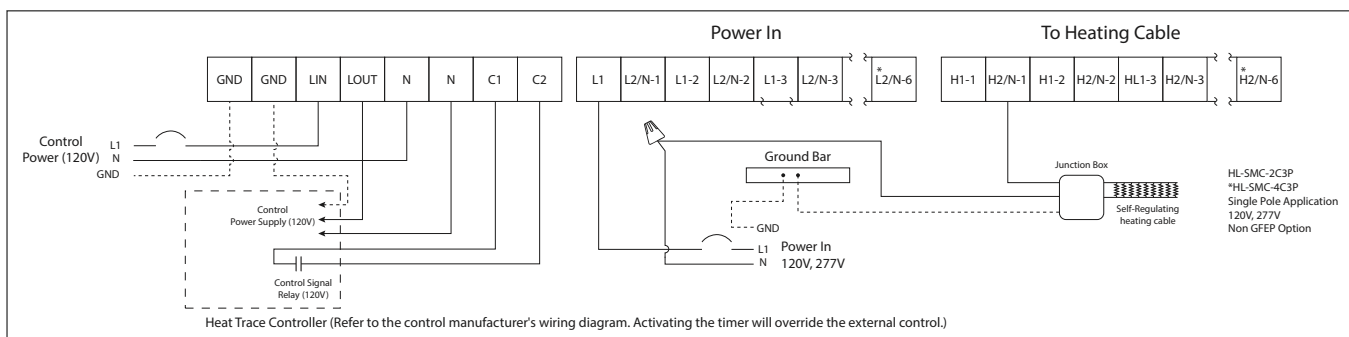 Power In
To Heating Cable
GND GND LIN LOUT N N C1 C2
L1 L2/N-1 L1-2 L2/N-2 L1-3 L2/N-3 *L2/N-6
H1-1 H2/N-1 H1-2 H2/N-2 HL1-3 H2/N-3 *H2/N-6
Control
Power (120V)
L1
N
GND
Control
Power Supply (120V)
Control Signal
Relay (120V)
Ground Bar
GND
L1
N
Power In
120V, 277V
Junction Box
Self-Regulating
heating cable
HL-SMC-2C3P
*HL-SMC-4C3P
Single Pole Application
120V, 277V
Non GFEP Option
Heat Trace Controller (Refer to the control manufacturer's wiring diagram. Activating the timer will override the external control.)